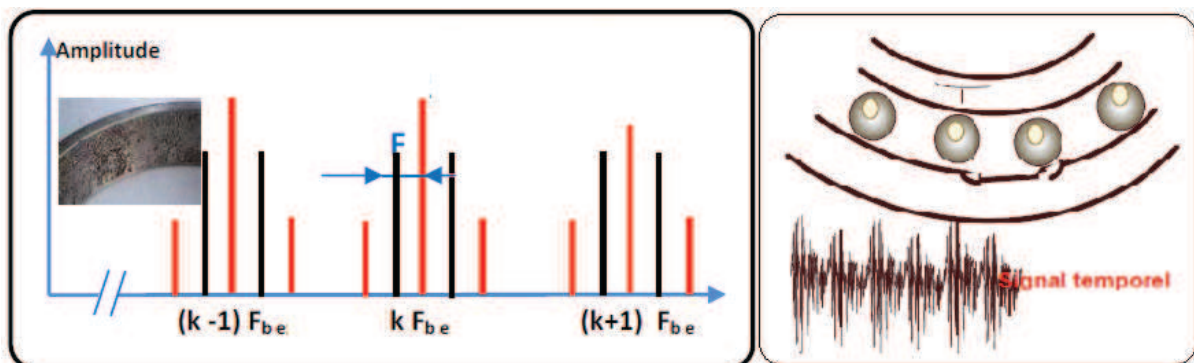 Amplitude
F
(k -1) F b e
k F b e
(k+1) F b e
Signal temporel